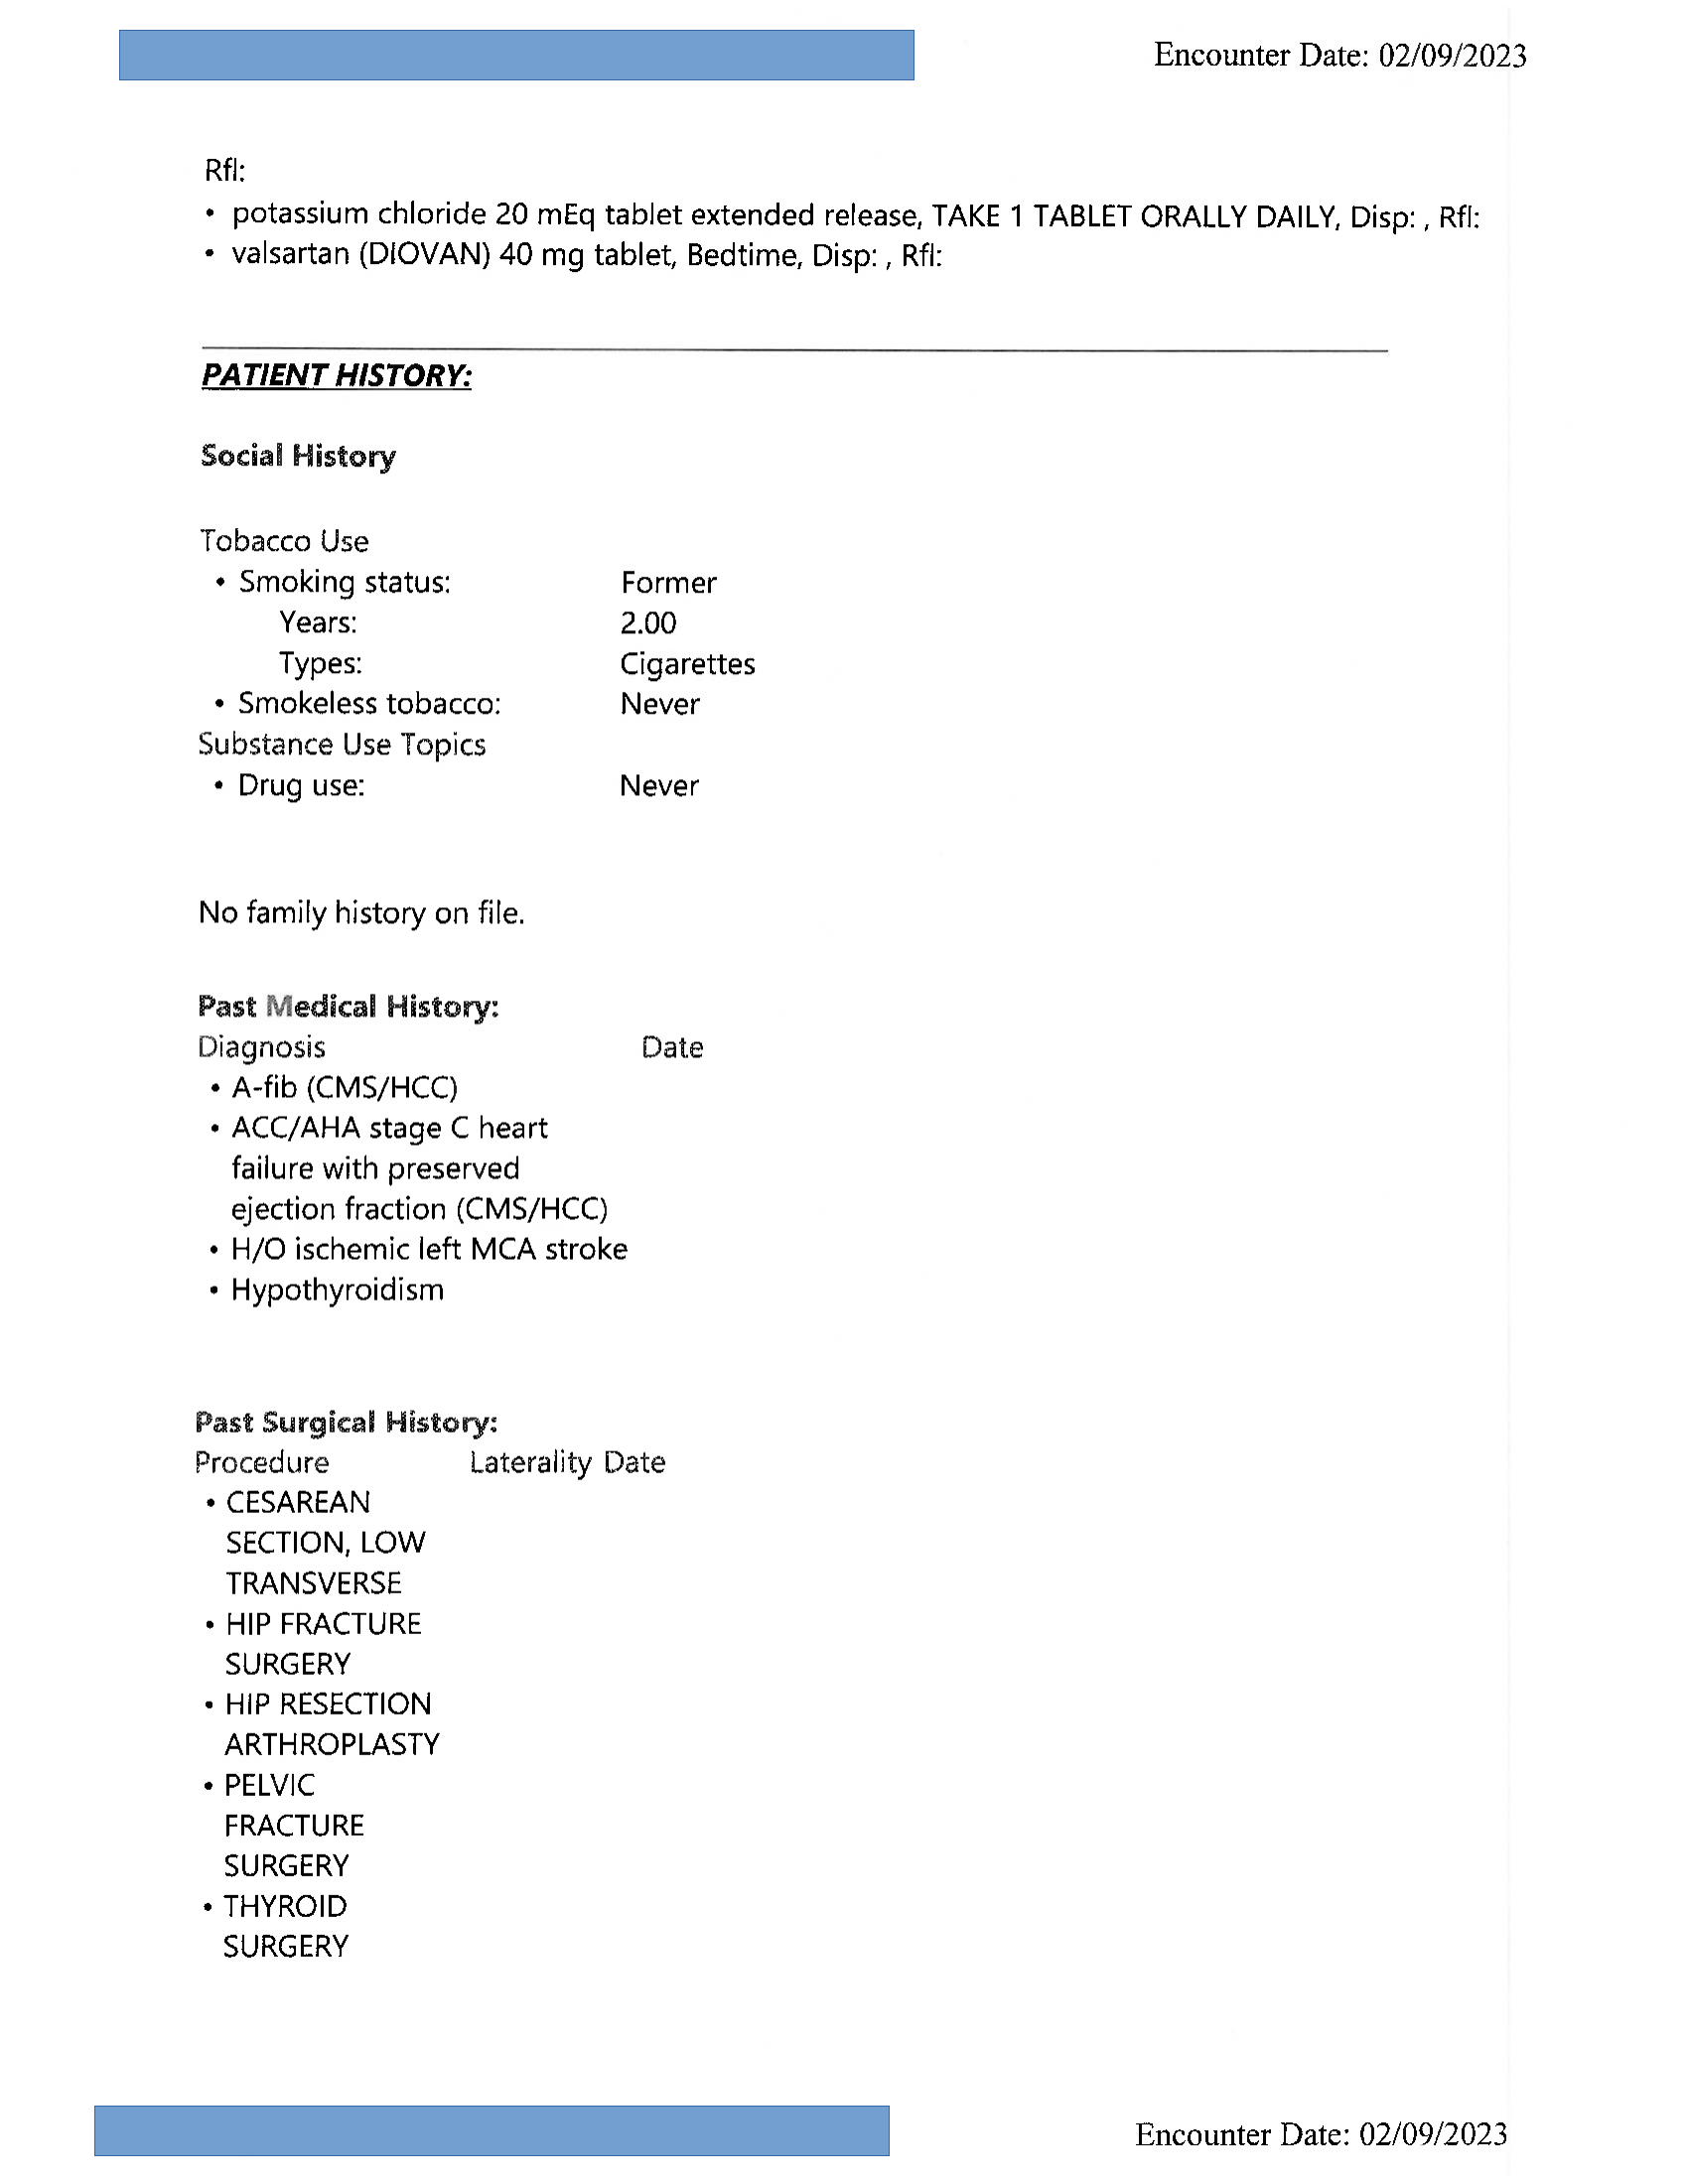 Encounter Date: 02/09/2023
Rfl:
• potassium chloride 20 mEq tablet extended release, TAKE 1 TABLET ORALLY DAILY, Disp: , Rfl:
• valsartan (DIOVAN) 40 mg tablet, Bedtime, Disp: , Rfl:
PATIENT HISTORY:
Social History
Tobacco Use
• Smoking status: Former
Years: 2.00
Types: Cigarettes
• Smokeless tobacco: Never
Substance Use Topics
• Drug use: Never
No family history on file.
Past Medical History:
Diagnosis Date
• A-fib (CMS/HCC)
• ACC/AHA stage C heart
failure with preserved
ejection fraction (CMS/HCC)
• H/O ischemic left MCA stroke
• Hypothyroidism
Past Surgical History:
Procedure Laterality Date
• CESAREAN
SECTION, LOW
TRANSVERSE
• HIP FRACTURE
SURGERY
• HIP RESECTION
ARTHROPLASTY
• PELVIC
FRACTURE
SURGERY
• THYROID
SURGERY
Encounter Date: 02/09/2023